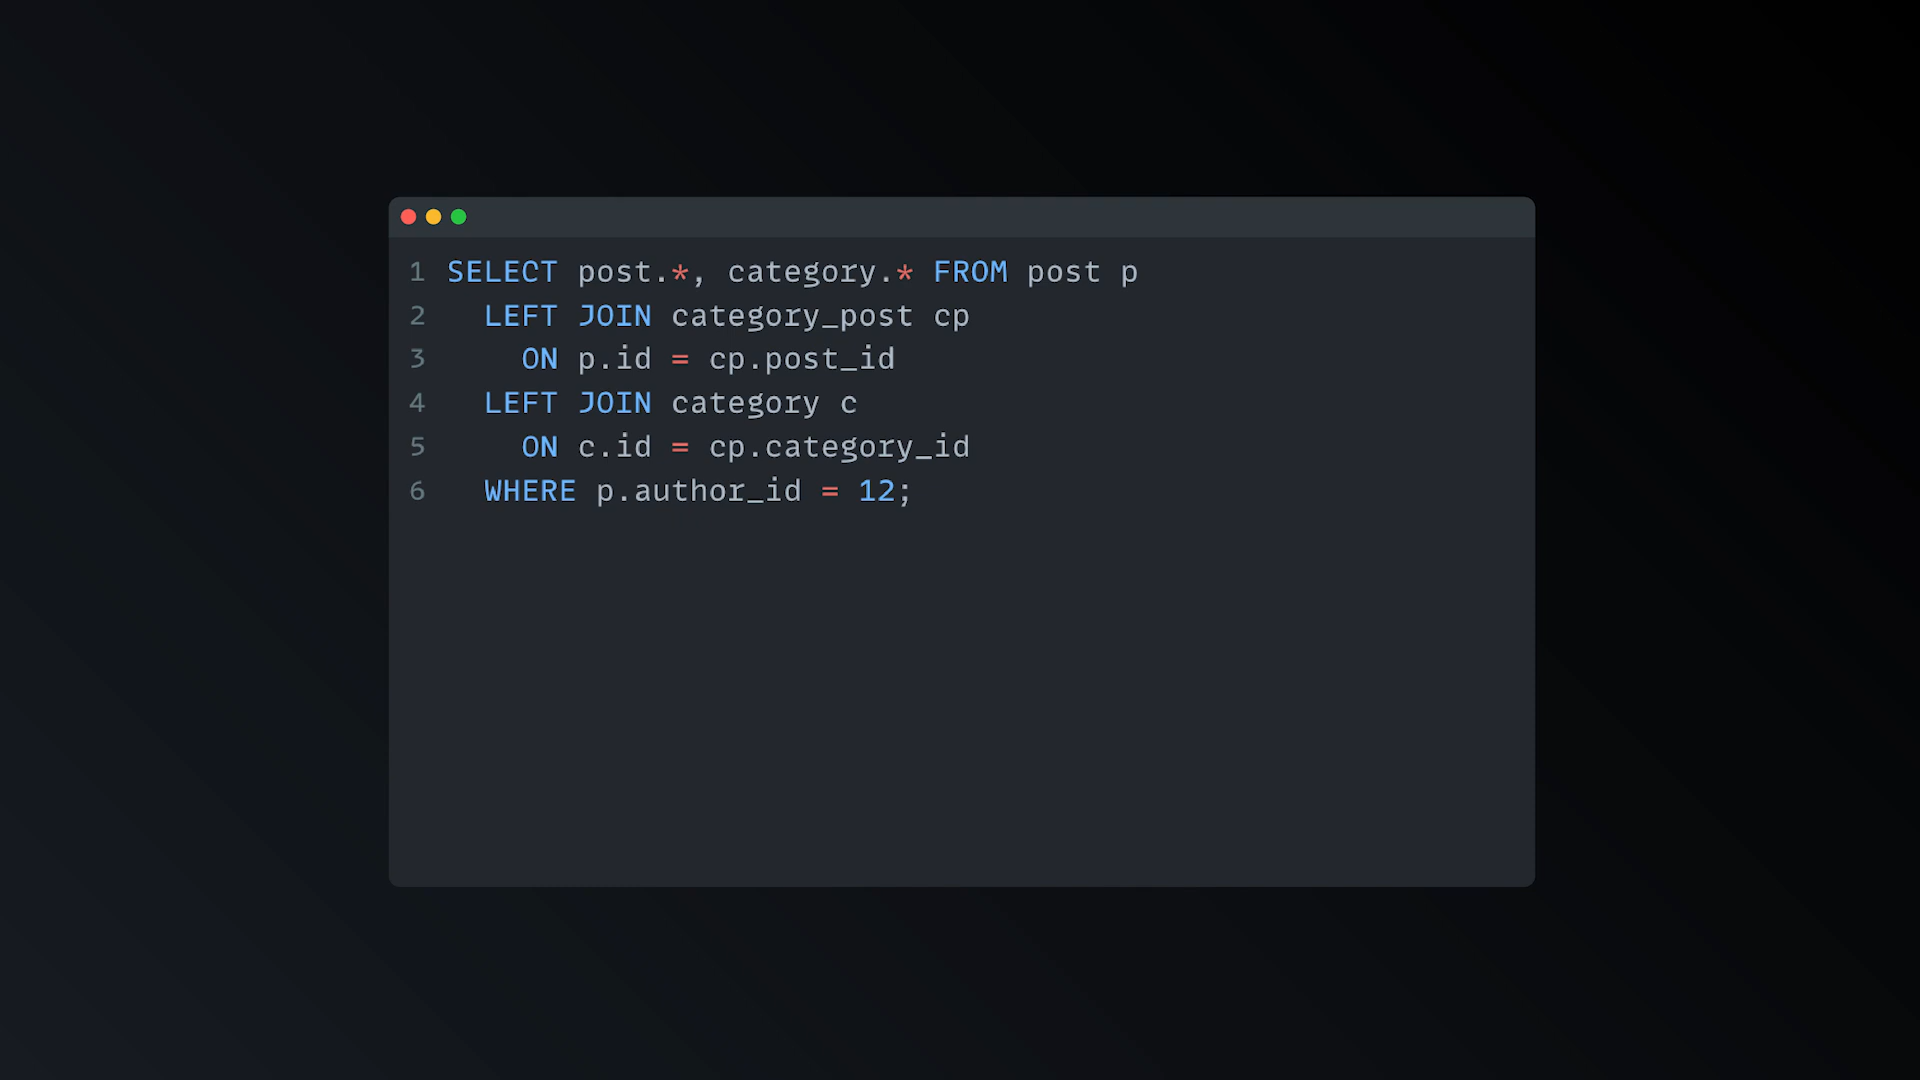 1 SELECT post.*, category.* FROM post p
2   LEFT JOIN category_post cp
3     ON p.id = cp.post_id
4   LEFT JOIN category c
5     ON c.id = cp.category_id
6   WHERE p.author_id = 12;